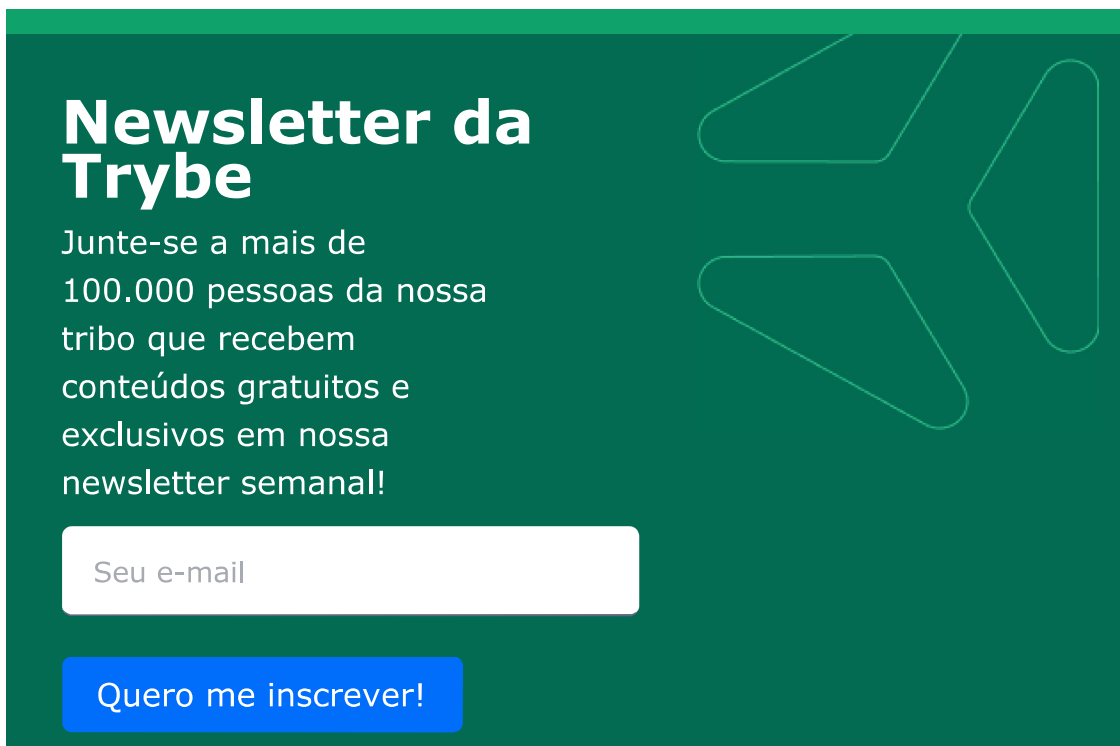 Newsletter da
Trybe
Junte-se a mais de
100.000 pessoas da nossa
tribo que recebem
conteúdos gratuitos e
exclusivos em nossa
newsletter semanal!
Seu e-mail
Quero me inscrever!